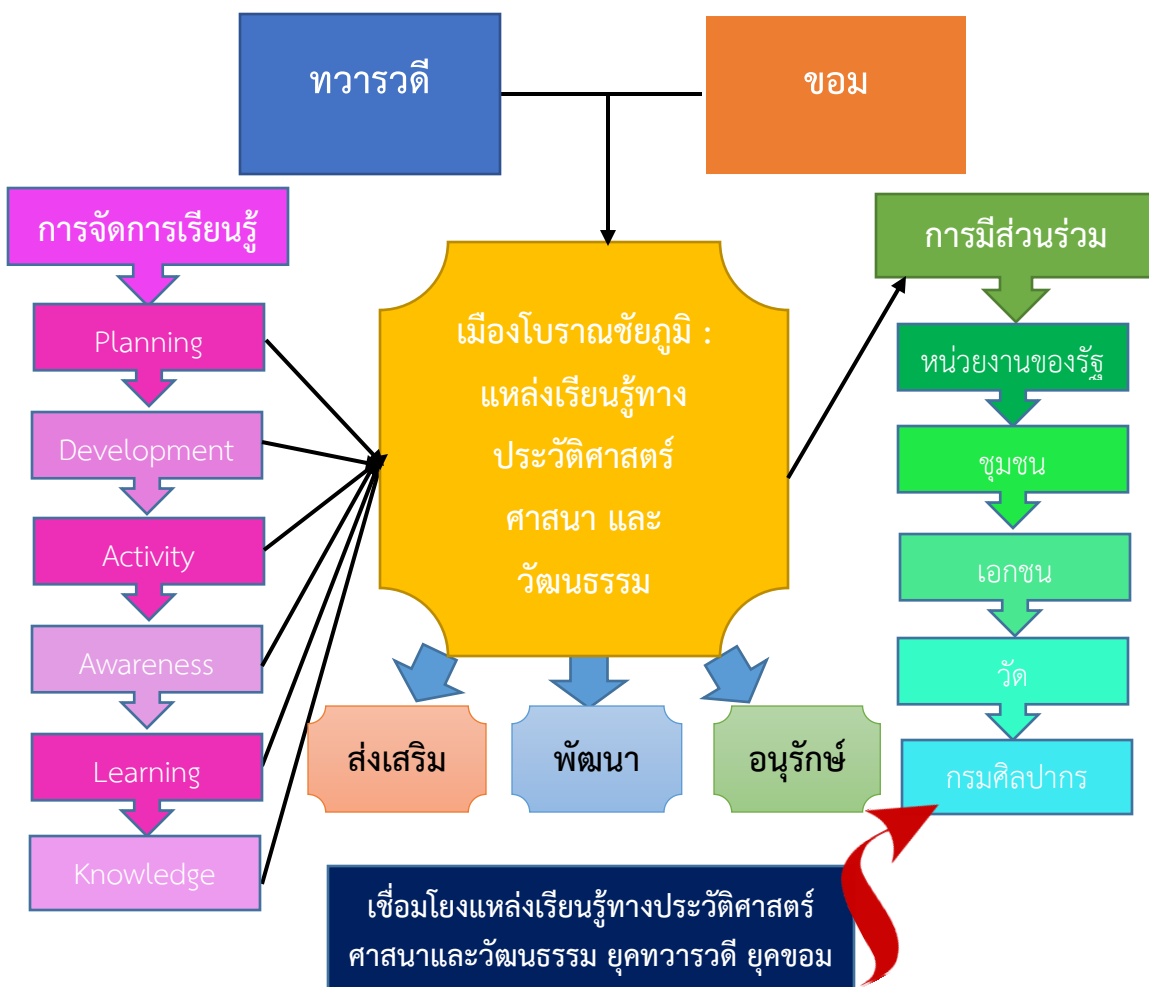 ทวารวดี
ขอม
การจัดการเรียนรู้
Planning
Development
Activity
Awareness
Learning
Knowledge
เมืองโบราณชัยภูมิ :
แหล่งเรียนรู้ทาง
ประวัติศาสตร์
ศาสนา และ
วัฒนธรรม
ส่งเสริม
พัฒนา
อนุรักษ์
การมีส่วนร่วม
หน่วยงานของรัฐ
ชุมชน
เอกชน
วัด
กรมศิลปากร
เชื่อมโยงแหล่งเรียนรู้ทางประวัติศาสตร์
ศาสนาและวัฒนธรรม ยุคทวารวดี ยุคขอม